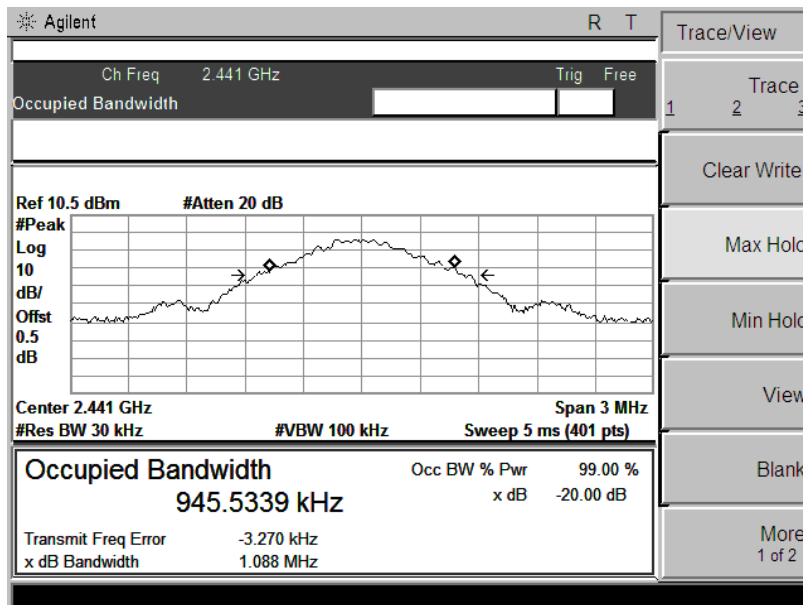 Agilent R T
Trace/View
Ch Freq 2.441 GHz Trig Free
Occupied Bandwidth
Trace
1 2 3
Clear Write
Max Hold
Min Hold
View
Blank
More
1 of 2
Ref 10.5 dBm #Atten 20 dB
#Peak
Log
10
dB/
Offst
0.5
dB
Center 2.441 GHz Span 3 MHz
#Res BW 30 kHz #VBW 100 kHz Sweep 5 ms (401 pts)
Occupied Bandwidth Occ BW % Pwr 99.00 %
945.5339 kHz x dB -20.00 dB
Transmit Freq Error -3.270 kHz
x dB Bandwidth 1.088 MHz